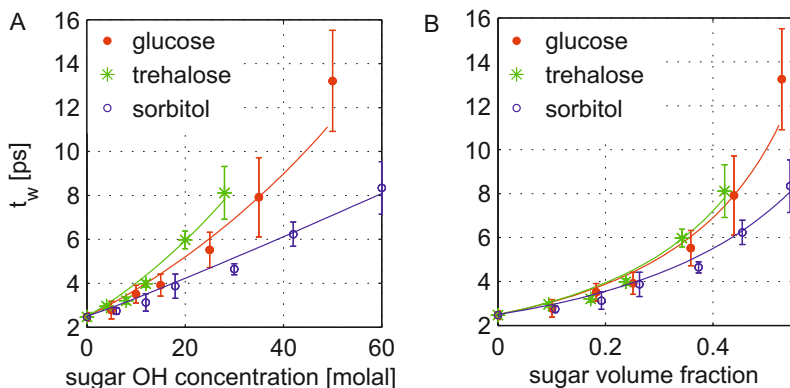 A
glucose
trehalose
sorbitol
16
14
12
10
8
6
4
2
t_w [ps]
0
20
40
60
sugar OH concentration [molal]
B
glucose
trehalose
sorbitol
16
14
12
10
8
6
4
2
0
0.2
0.4
sugar volume fraction